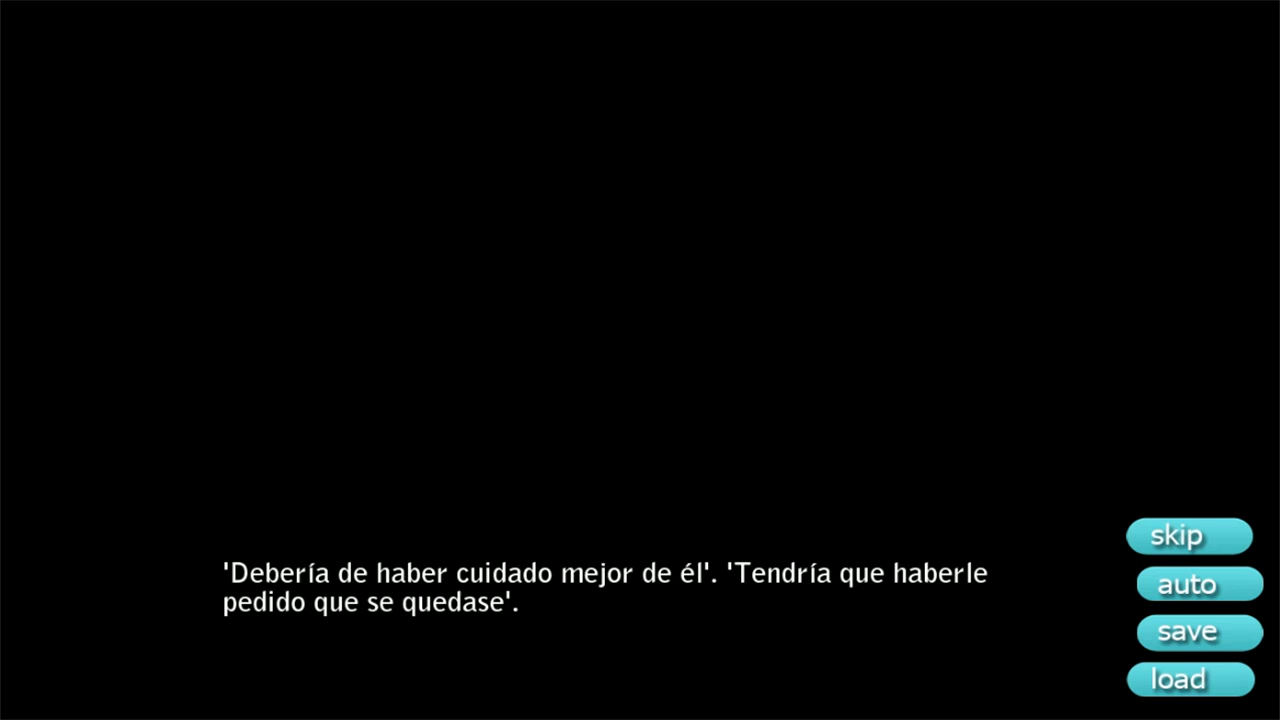 'Debería de haber cuidado mejor de él'. 'Tendría que haberle
pedido que se quedase'.
skip
auto
save
load